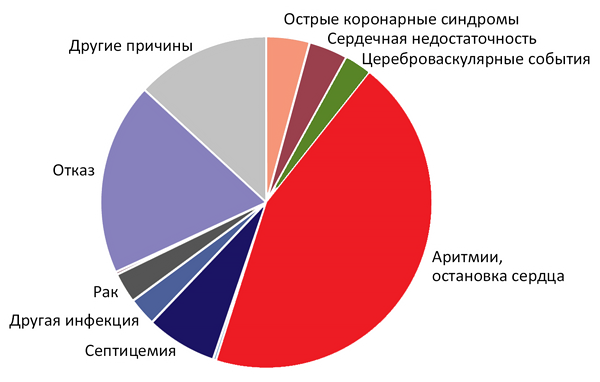 Острые коронарные синдромы
Сердечная недостаточность
Цереброваскулярные события
Другие причины
Отказ
Аритмии,
остановка сердца
Рак
Другая инфекция
Септицемия